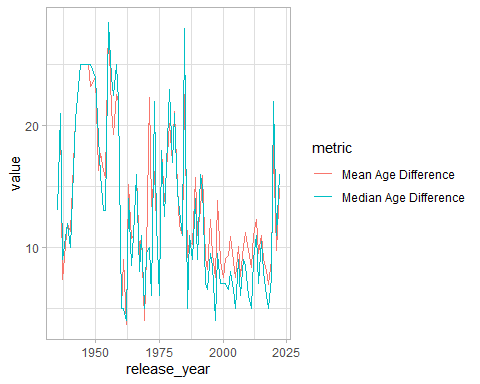 20
10
value
1950
1975
2000
2025
release_year
metric
Mean Age Difference
Median Age Difference